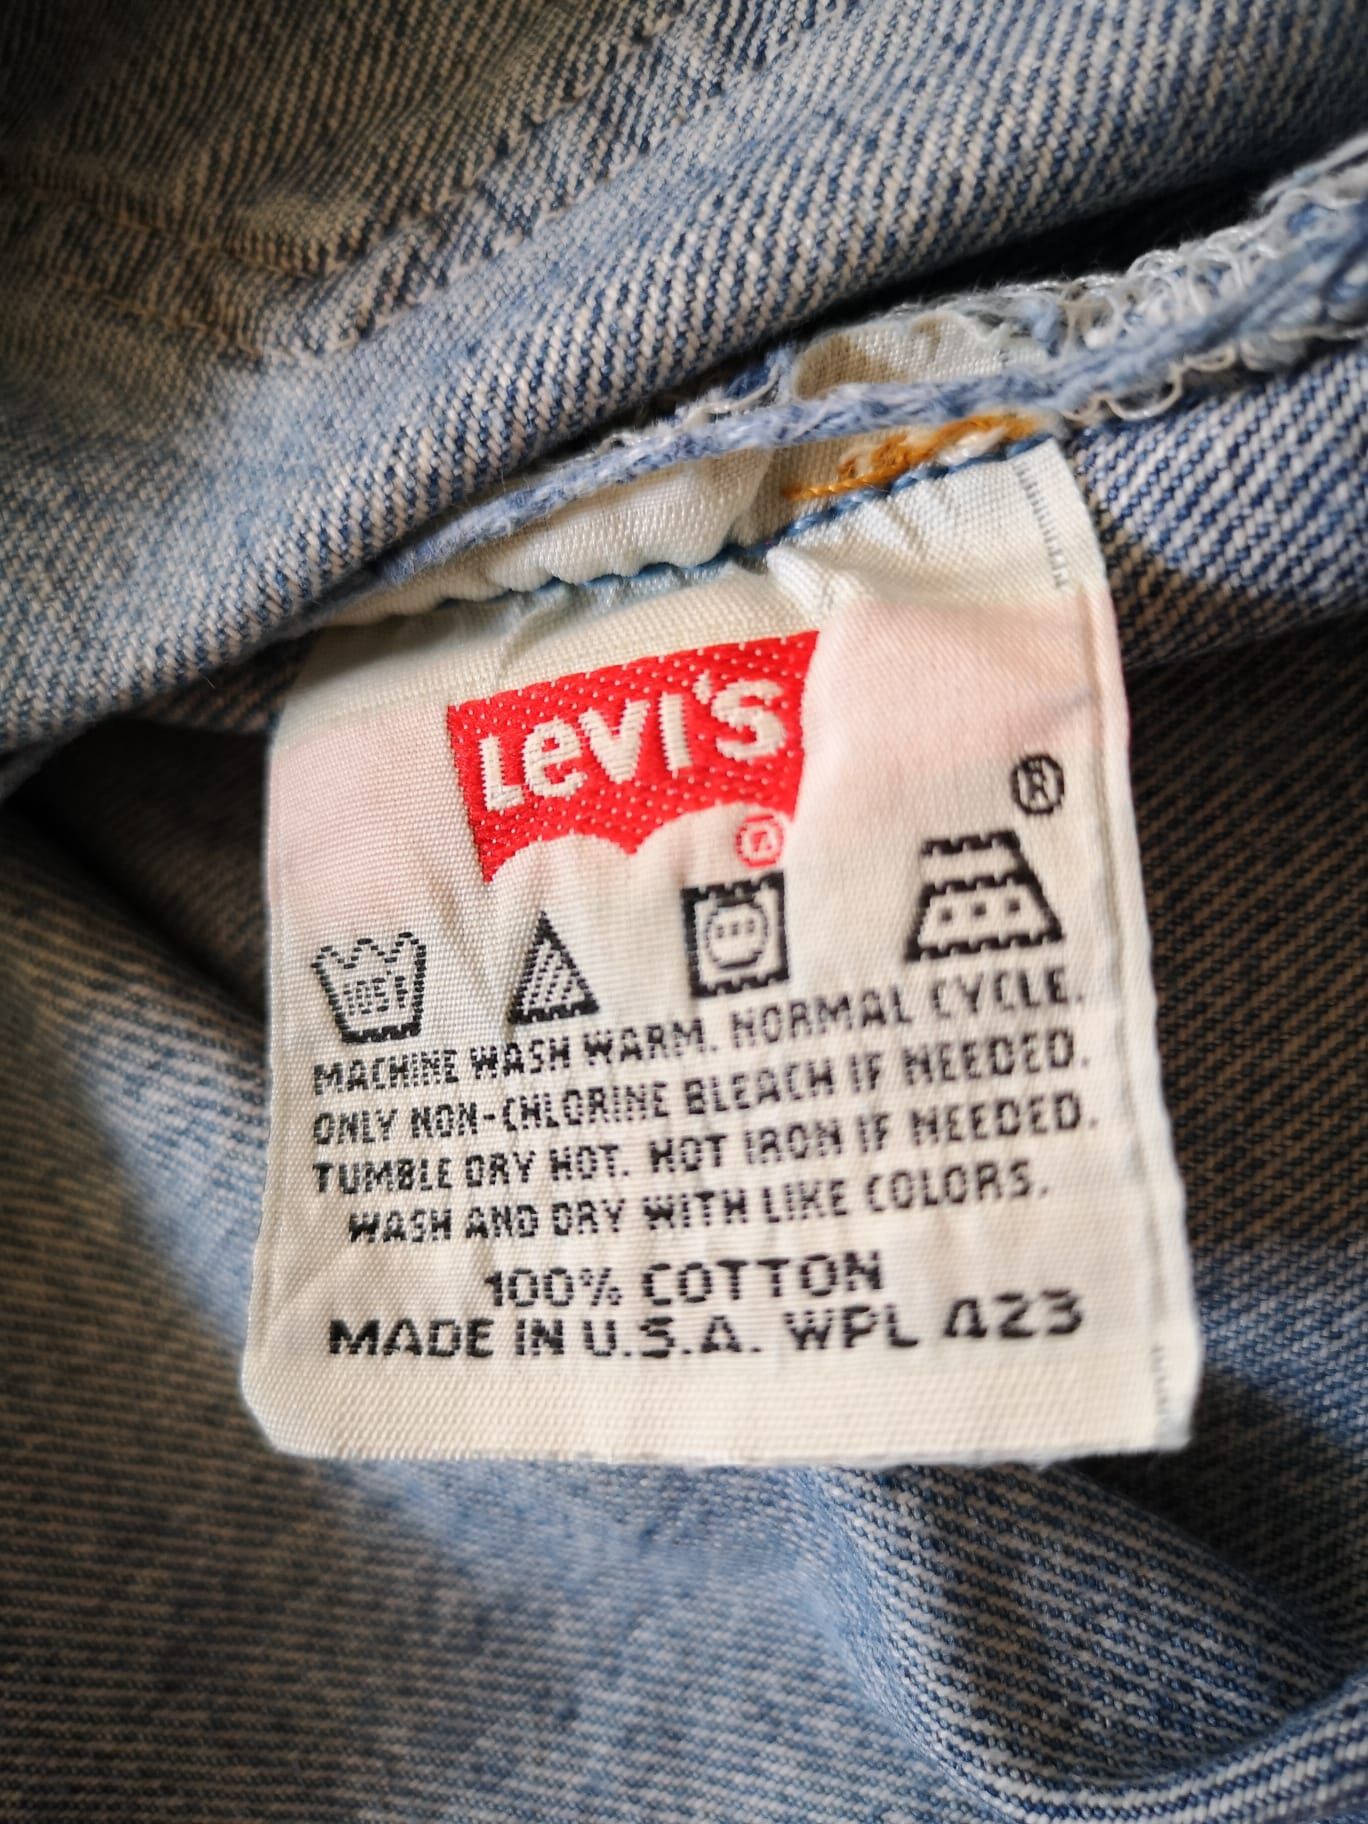 LEVI'S
®
®
105°F
MACHINE WASH WARM. NORMAL CYCLE.
ONLY NON-CHLORINE BLEACH IF NEEDED.
TUMBLE DRY HOT. HOT IRON IF NEEDED.
WASH AND DRY WITH LIKE COLORS.
100% COTTON
MADE IN U.S.A. WPL 423